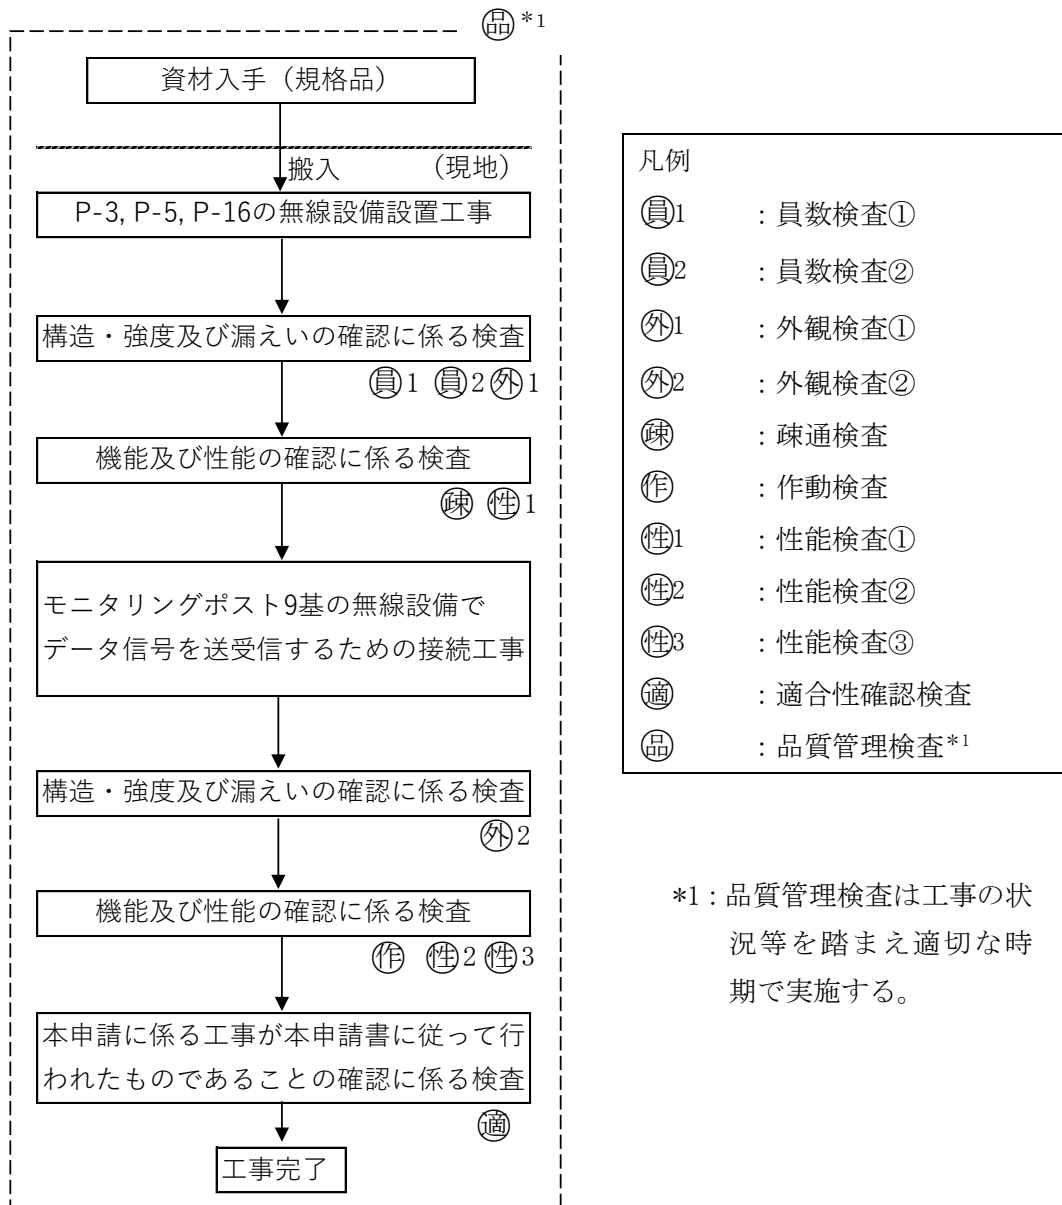 ㊞品*1
資材入手（規格品）
搬入 （現地）
P-3, P-5, P-16の無線設備設置工事
構造・強度及び漏えいの確認に係る検査
員1 員2 外1
機能及び性能の確認に係る検査
疎 性1
モニタリングポスト9基の無線設備で
データ信号を送受信するための接続工事
構造・強度及び漏えいの確認に係る検査
外2
機能及び性能の確認に係る検査
作 性2 性3
本申請に係る工事が本申請書に従って行
われたものであることの確認に係る検査
適
工事完了
凡例
員1 ：員数検査①
員2 ：員数検査②
外1 ：外観検査①
外2 ：外観検査②
疎 ：疎通検査
作 ：作動検査
性1 ：性能検査①
性2 ：性能検査②
性3 ：性能検査③
適 ：適合性確認検査
品 ：品質管理検査*1
*1：品質管理検査は工事の状
況等を踏まえ適切な時
期で実施する。